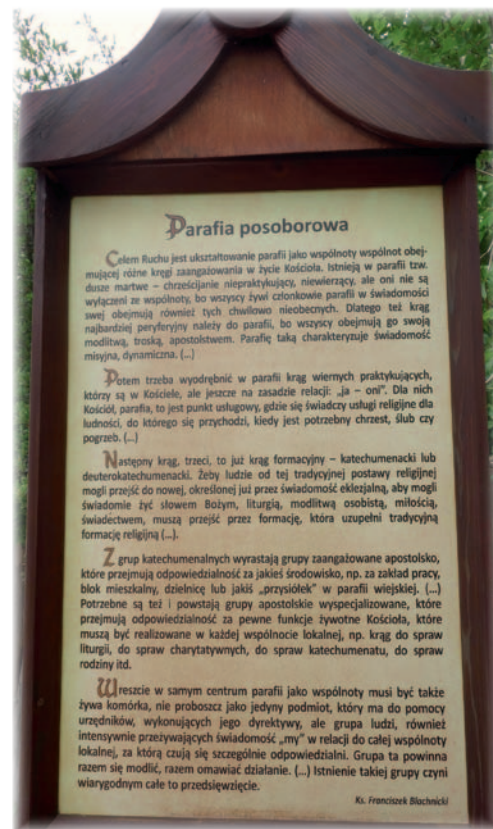 Parafia posoborowa
Celem Ruchu jest ukształtowanie parafii jako wspólnoty wspólnot obej-
mującej różne kręgi zaangażowania w życie Kościoła. Istnieją w parafii tzw.
dusze martwe – chrześcijanie niepraktykujący, niewierzący, ale oni nie są
wyłączeni ze wspólnoty, bo wszyscy żywi członkowie parafii w świadomości
swej obejmują również tych chwilowo nieobecnych. Dlatego też krąg
najbardziej peryferyjny należy do parafii, bo wszyscy obejmują go swoją
modlitwą, troską, apostolstwem. Parafię taką charakteryzuje świadomość
misyjna, dynamiczna. (...)
Potem trzeba wyodrębnić w parafii krąg wiernych praktykujących,
którzy są w Kościele, ale jeszcze na zasadzie relacji: „ja – oni”. Dla nich
Kościół, parafia, to jest punkt usługowy, gdzie się świadczy usługi religijne dla
ludności, do którego się przychodzi, kiedy jest potrzebny chrzest, ślub czy
pogrzeb. (...)
Następny krąg, trzeci, to już krąg formacyjny – katechumenacki lub
deuterokatechumenacki. Żeby ludzie od tej tradycyjnej postawy religijnej
mogli przejść do nowej, określonej już przez świadomość eklezjalną, aby mogli
świadomie żyć słowem Bożym, liturgią, modlitwą osobistą, miłością,
świadectwem, muszą przejść przez formację, która uzupełni tradycyjną
formację religijną (...).
Z grup katechumenalnych wyrastają grupy zaangażowane apostolsko,
które przejmują odpowiedzialność za jakieś środowisko, np. za zakład pracy,
blok mieszkalny, dzielnicę lub jakiś „przysiółek” w parafii wiejskiej. (...)
Potrzebne są też i powstają grupy apostolskie wyspecjalizowane, które
przejmują odpowiedzialność za pewne funkcje żywotne Kościoła, które
muszą być realizowane w każdej wspólnocie lokalnej, np. krąg do spraw
liturgii, do spraw charytatywnych, do spraw katechumenatu, do spraw
rodziny itd.
Wreszcie w samym centrum parafii jako wspólnoty musi być także
żywa komórka, nie proboszcz jako jedyny podmiot, który ma do pomocy
urzędników, wykonujących jego dyrektywy, ale grupa ludzi, również
intensywnie przeżywających świadomość „my” w relacji do całej wspólnoty
lokalnej, za którą czują się szczególnie odpowiedzialni. Grupa ta powinna
razem się modlić, razem omawiać działanie. (...) Istnienie takiej grupy czyni
wiarygodnym całe to przedsięwzięcie.
Ks. Franciszek Blachnicki